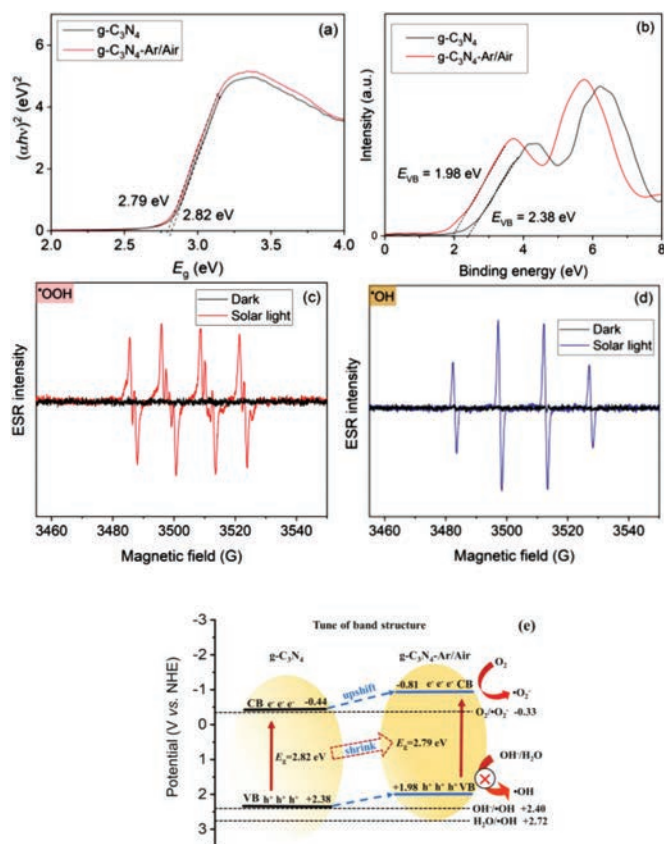 (a)
g-C₃N₄
g-C₃N₄-Ar/Air
(αhν)² (eV)²
6
4
2
0
2.79 eV
2.82 eV
2.0 2.5 3.0 3.5 4.0
E_g (eV)
(b)
g-C₃N₄
g-C₃N₄-Ar/Air
Intensity (a.u.)
E_VB = 1.98 eV
E_VB = 2.38 eV
0 2 4 6 8
Binding energy (eV)
•OOH
(c)
Dark
Solar light
ESR intensity
3460 3480 3500 3520 3540
Magnetic field (G)
•OH
(d)
Dark
Solar light
ESR intensity
3460 3480 3500 3520 3540
Magnetic field (G)
Tune of band structure
(e)
g-C₃N₄
g-C₃N₄-Ar/Air
Potential (V vs. NHE)
-3
-2
-1
0
1
2
3
CB e⁻ e⁻ e⁻ -0.44
upshift
-0.81 e⁻ e⁻ e⁻ CB
O₂
•O₂⁻
O₂/•O₂⁻ -0.33
E_g=2.82 eV
shrink
E_g=2.79 eV
OH⁻/H₂O
VB h⁺ h⁺ h⁺ +2.38
+1.98 h⁺ h⁺ h⁺ VB
•OH
OH⁻/•OH +2.40
H₂O/•OH +2.72